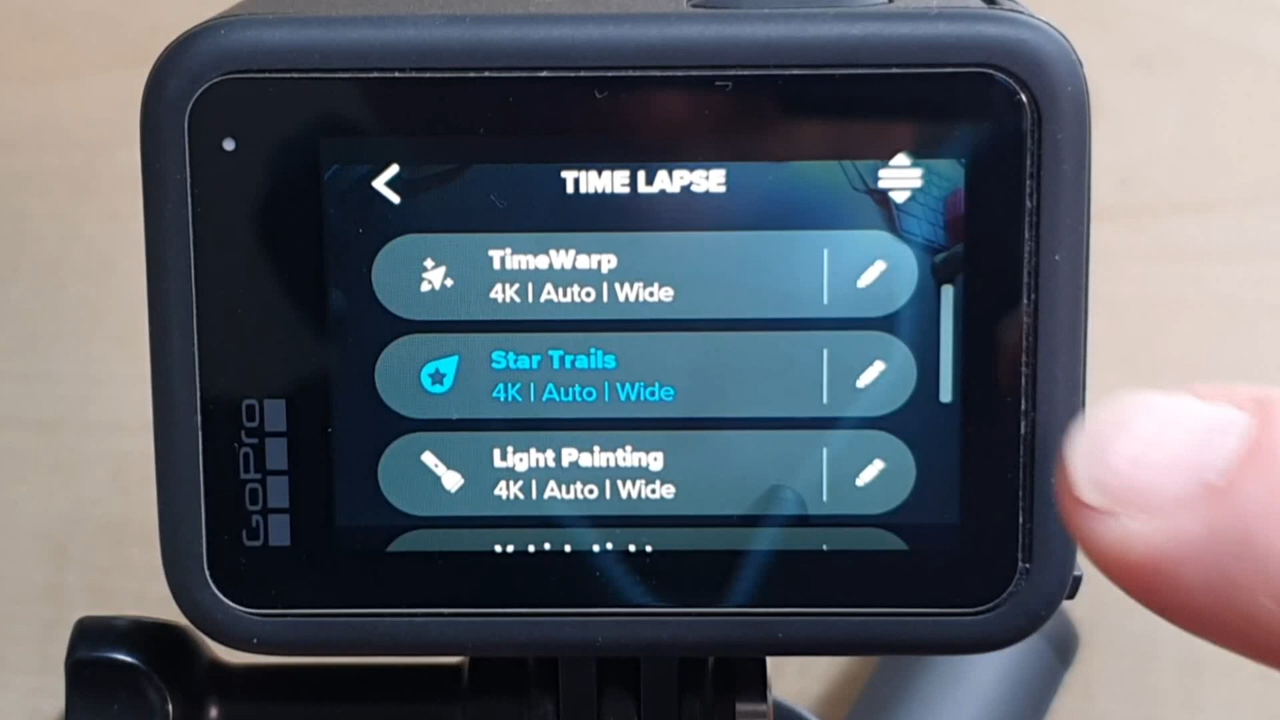 TIME LAPSE
TimeWarp
4K | Auto | Wide
Star Trails
4K | Auto | Wide
Light Painting
4K | Auto | Wide
GoPro